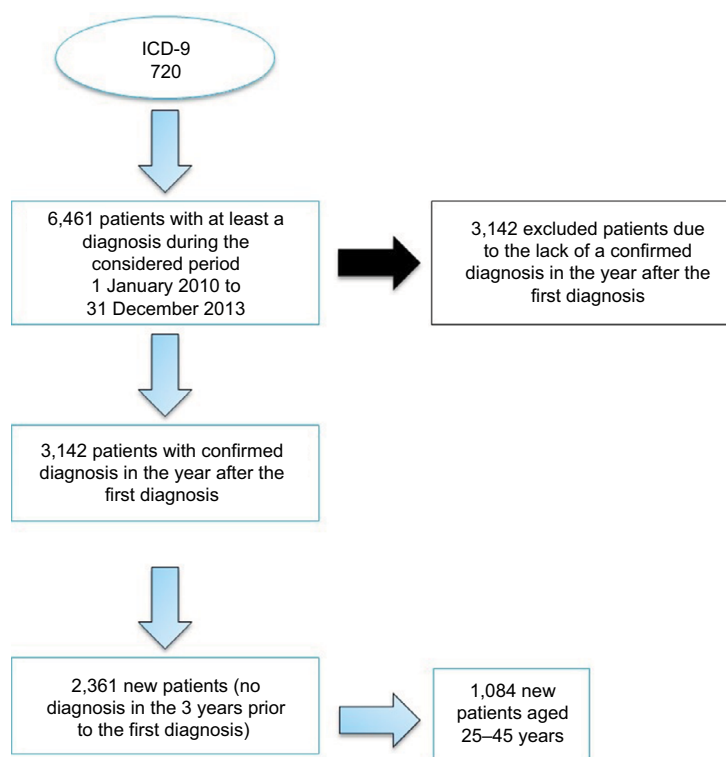 ICD-9
720
6,461 patients with at least a
diagnosis during the
considered period
1 January 2010 to
31 December 2013
3,142 excluded patients due
to the lack of a confirmed
diagnosis in the year after the
first diagnosis
3,142 patients with confirmed
diagnosis in the year after the
first diagnosis
2,361 new patients (no
diagnosis in the 3 years prior
to the first diagnosis)
1,084 new
patients aged
25–45 years